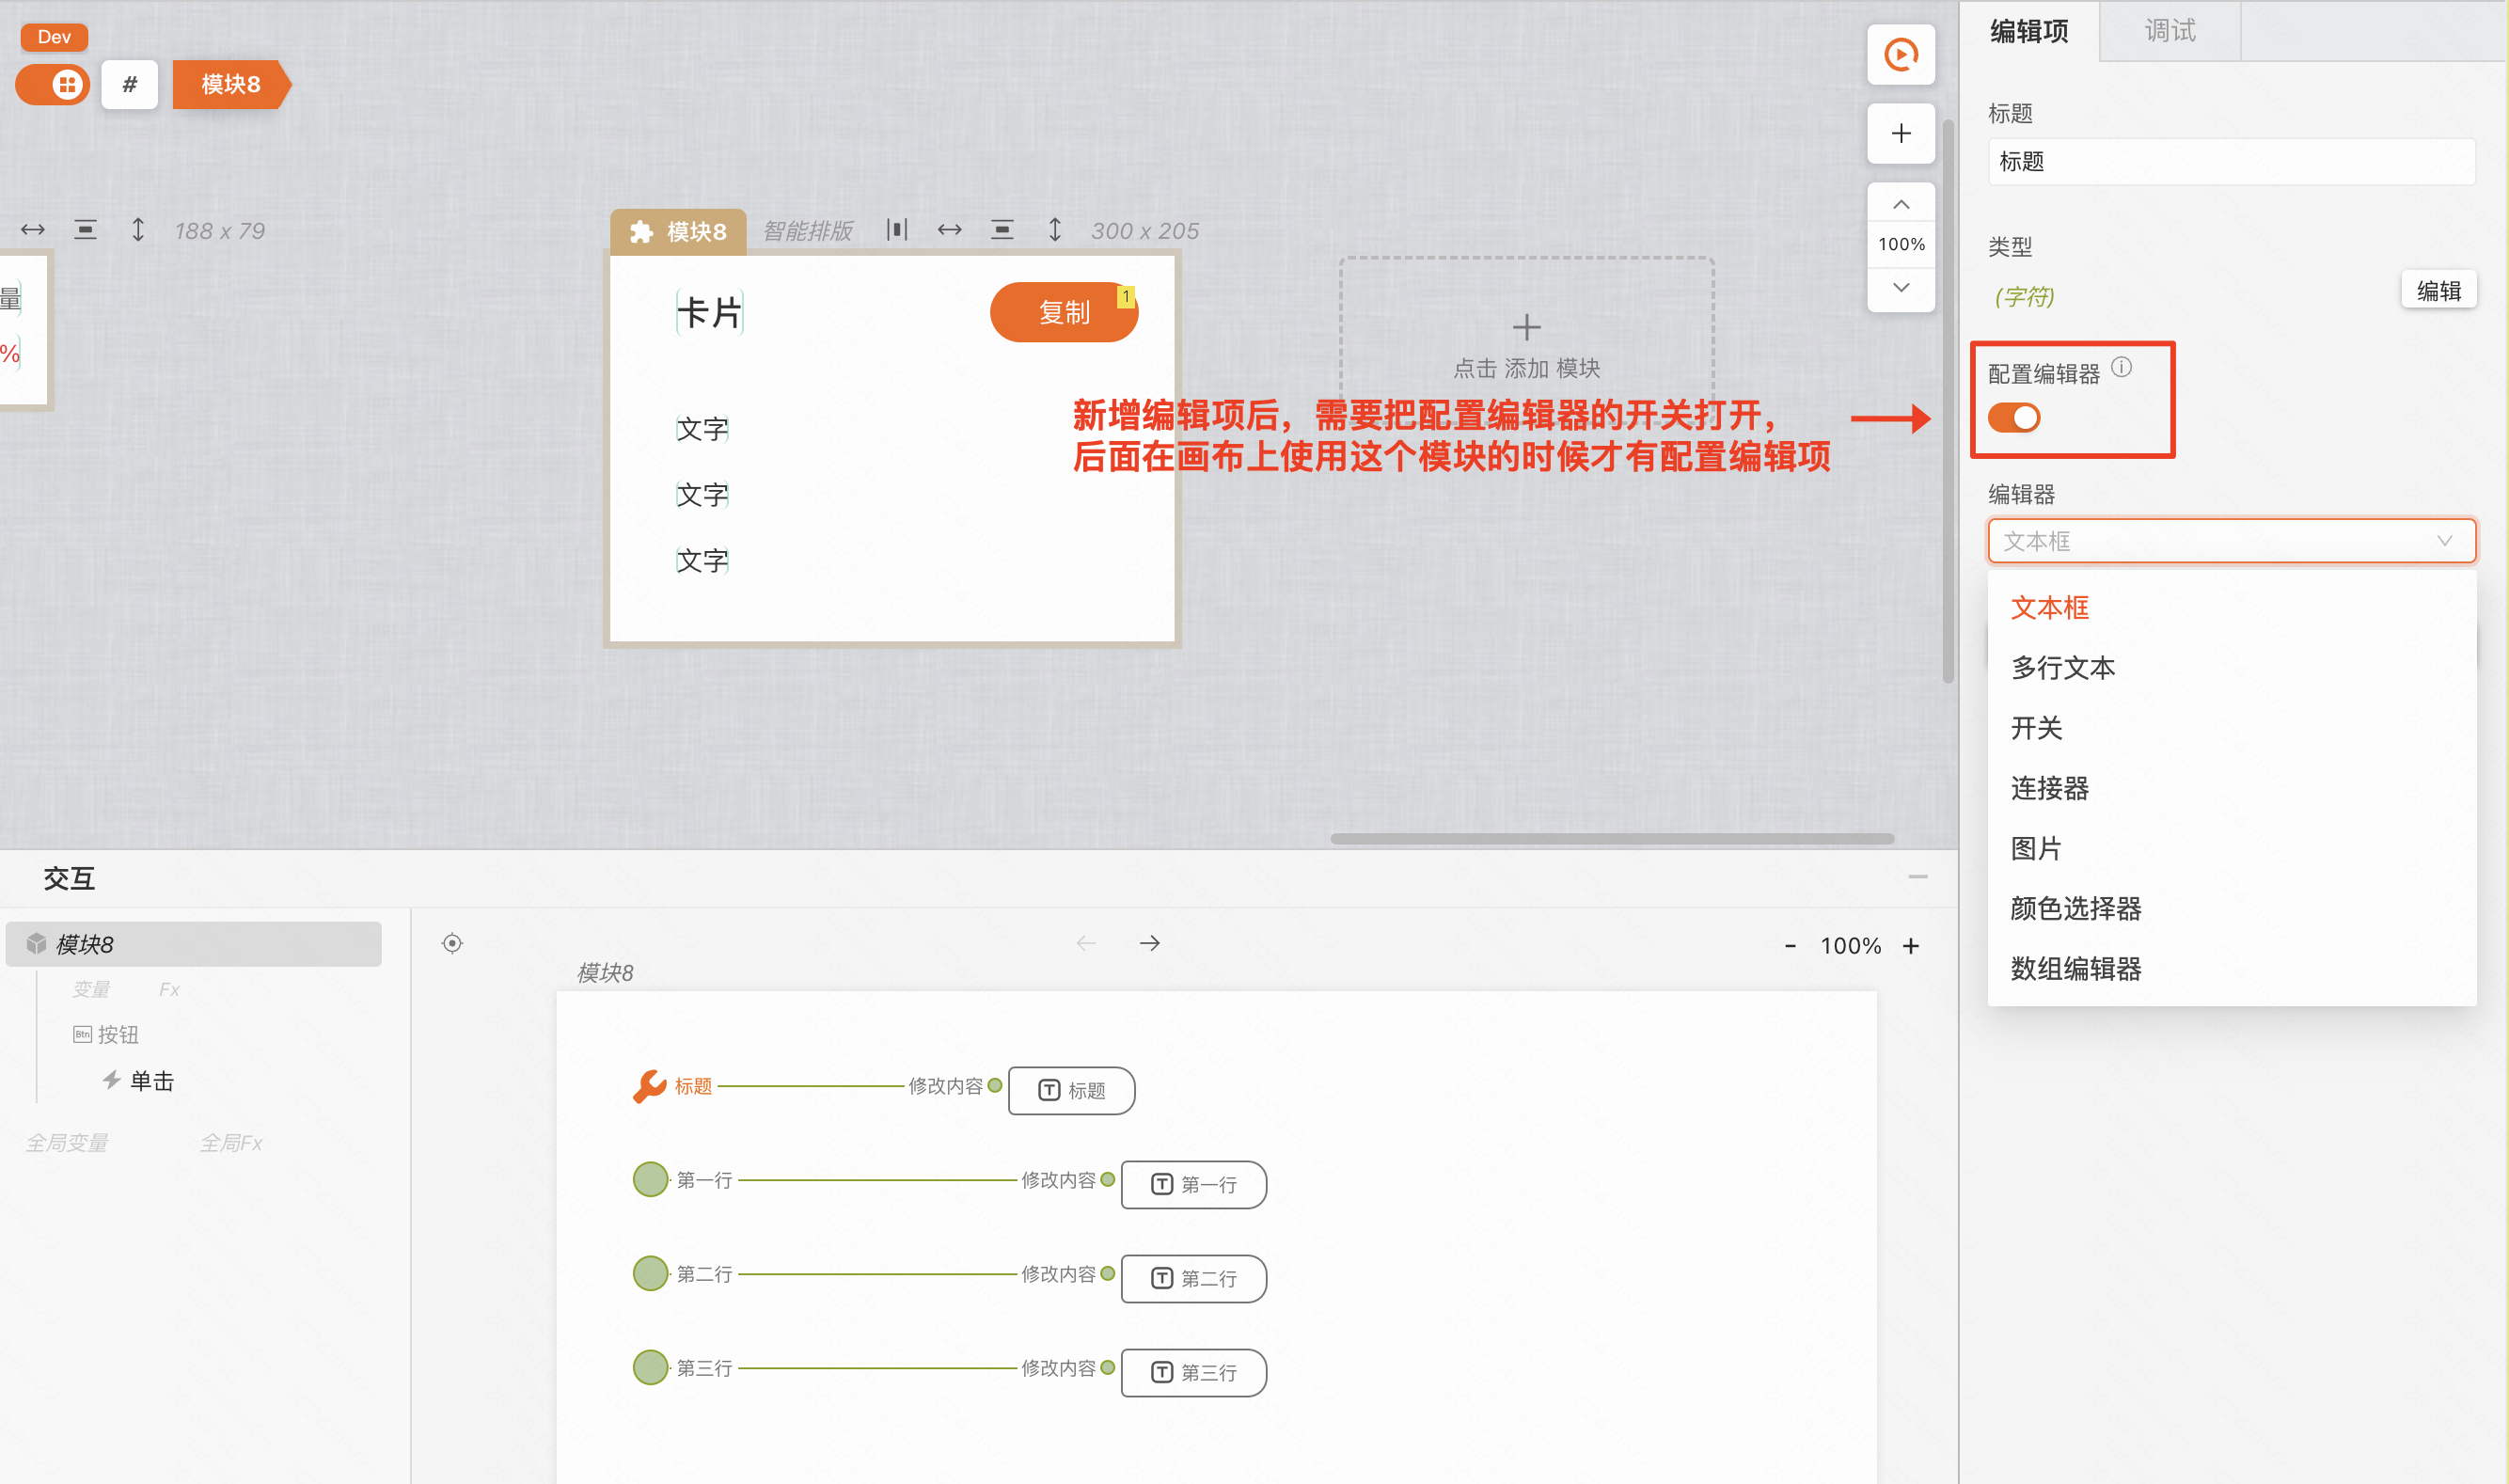 Dev
#
模块8
188 x 79
量
%
模块8
智能排版
300 x 205
卡片
复制
1
文字
文字
文字
点击 添加 模块
新增编辑项后，需要把配置编辑器的开关打开，
后面在画布上使用这个模块的时候才有配置编辑项
100%
编辑项
调试
标题
标题
类型
(字符)
编辑
配置编辑器
编辑器
文本框
文本框
多行文本
开关
连接器
图片
颜色选择器
数组编辑器
交互
模块8
变量 Fx
Btn 按钮
单击
全局变量 全局Fx
- 100% +
模块8
标题 修改内容 T 标题
第一行 修改内容 T 第一行
第二行 修改内容 T 第二行
第三行 修改内容 T 第三行